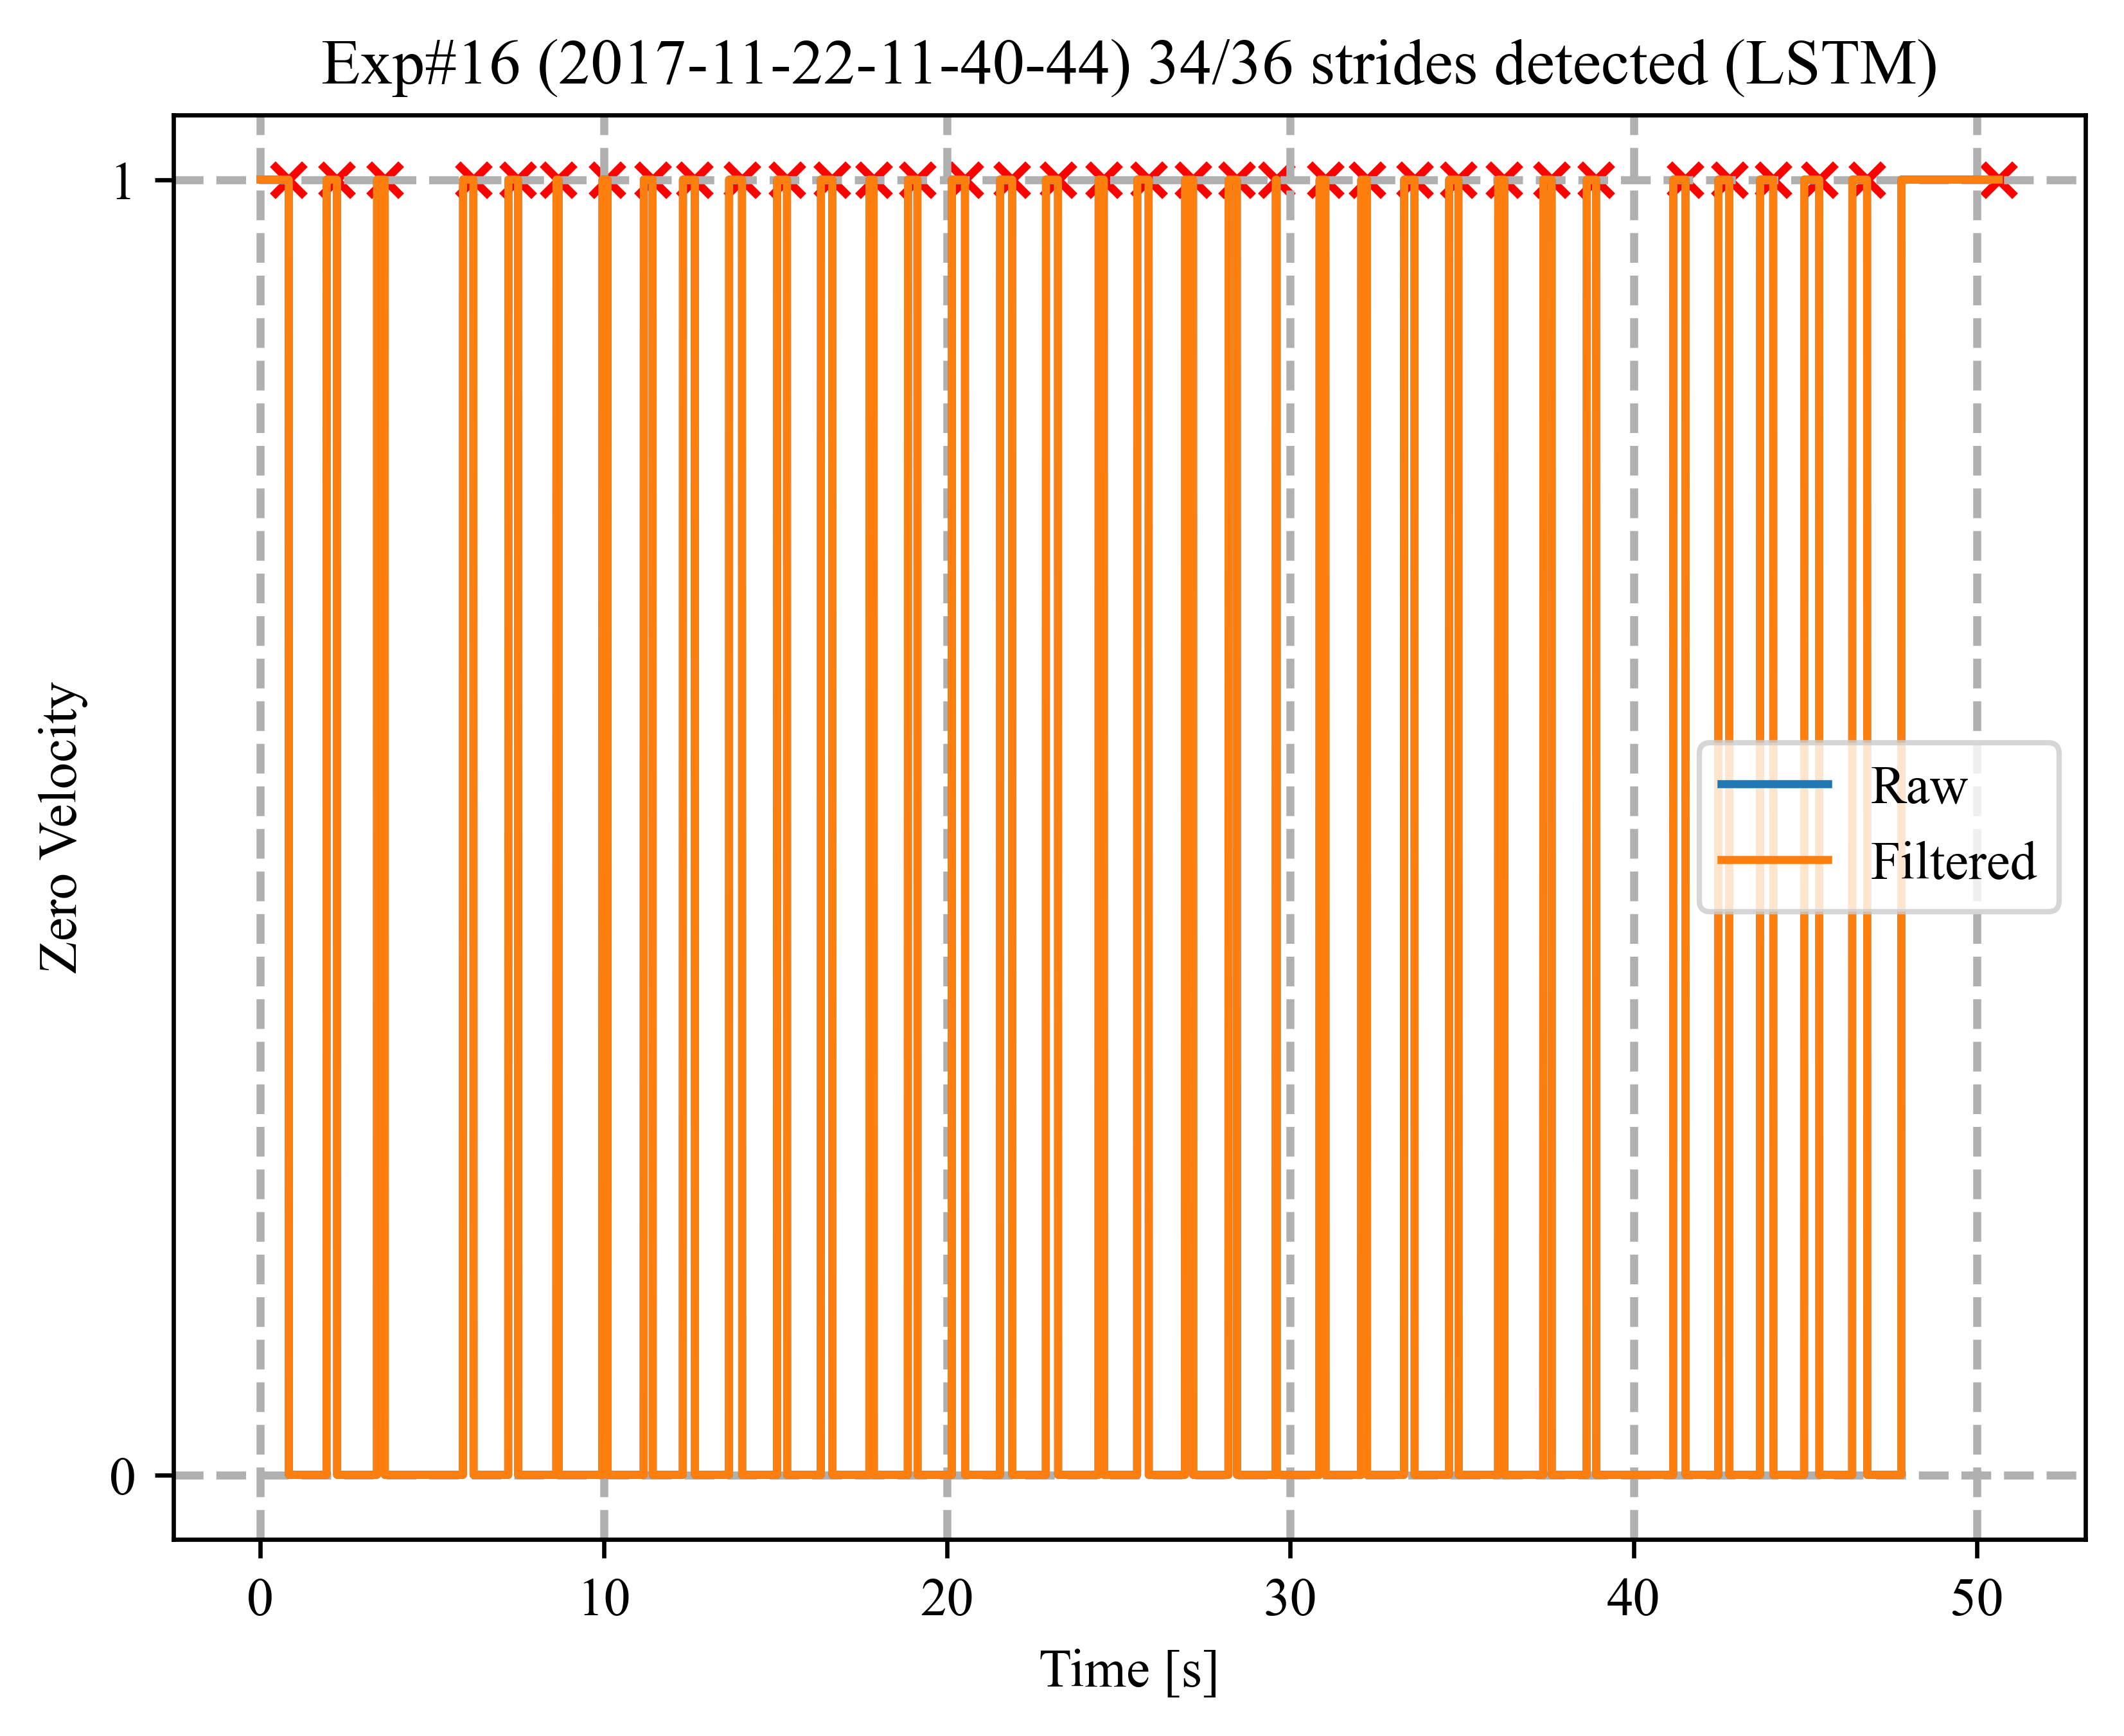 Exp#16 (2017-11-22-11-40-44) 34/36 strides detected (LSTM)
1
Zero Velocity
Raw
Filtered
0
0 10 20 30 40 50
Time [s]